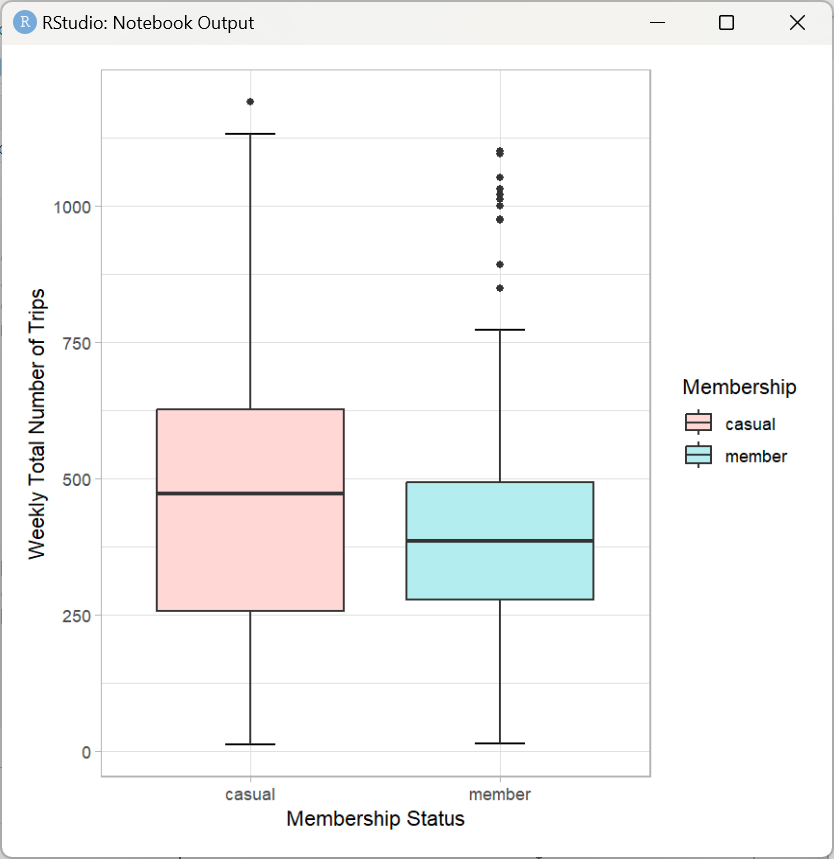 R RStudio: Notebook Output
Weekly Total Number of Trips
1000
750
500
250
0
casual member
Membership Status
Membership
casual
member